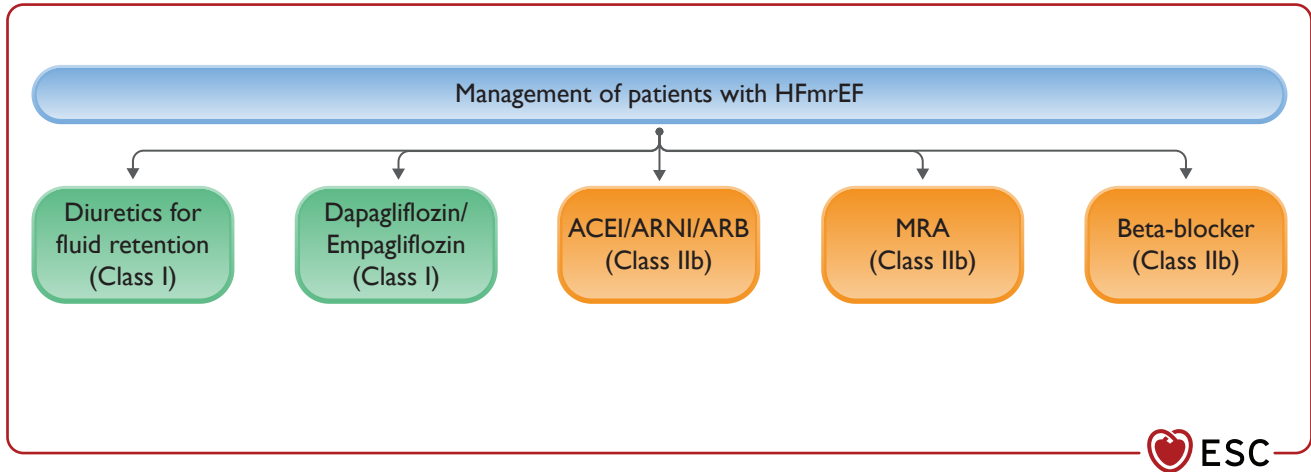 Management of patients with HFmrEF
Diuretics for
fluid retention
(Class I)
Dapagliflozin/
Empagliflozin
(Class I)
ACEI/ARNI/ARB
(Class IIb)
MRA
(Class IIb)
Beta-blocker
(Class IIb)
ESC